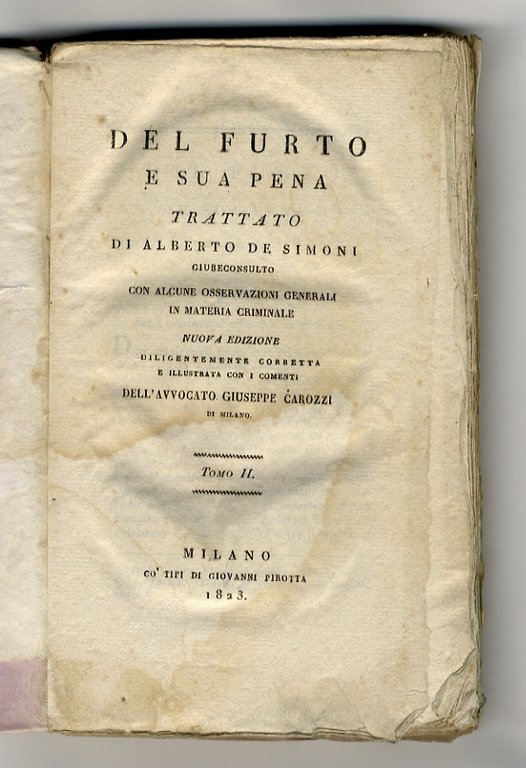 DEL FURTO
E SUA PENA
TRATTATO
DI ALBERTO DE SIMONI
GIURECONSULTO
CON ALCUNE OSSERVAZIONI GENERALI
IN MATERIA CRIMINALE
NUOVA EDIZIONE
DILIGENTEMENTE CORRETTA
E ILLUSTRATA CON I COMENTI
DELL'AVVOCATO GIUSEPPE CAROZZI
DI MILANO.
TOMO II.
MILANO
CO' TIPI DI GIOVANNI PIROTTA
1823.